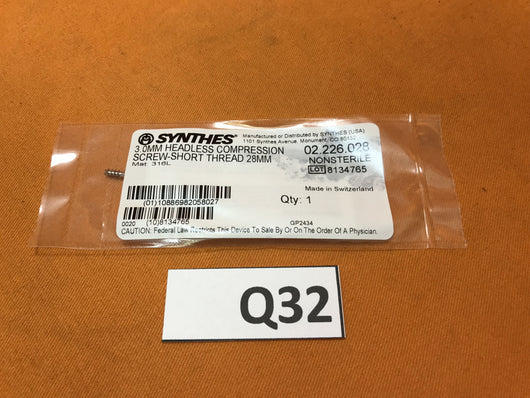 SYNTHES®
Manufactured or Distributed by SYNTHES (USA)
1101 Synthes Avenue, Monument, CO 80132
3.0MM HEADLESS COMPRESSION
SCREW-SHORT THREAD 28MM
Mat: 316L
02.226.028
NONSTERILE
LOT 8134765
Made in Switzerland
(01)10886982058027
Qty: 1
0020
(10)8134765
GP2434
CAUTION: Federal Law Restricts This Device To Sale By Or On The Order Of A Physician.
Q32